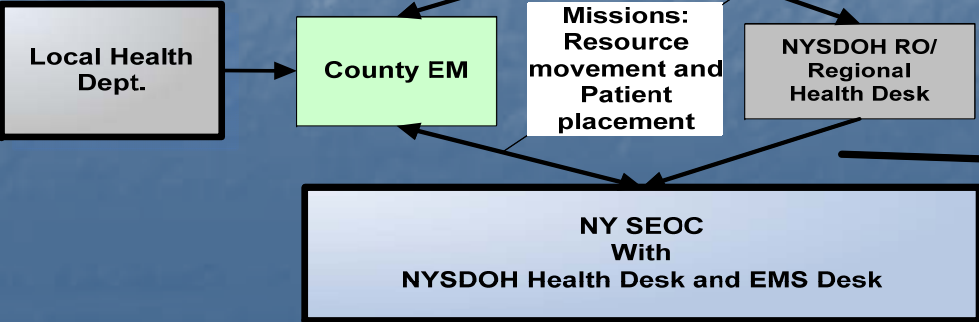 Local Health
Dept.
County EM
Missions:
Resource
movement and
Patient
placement
NYSDOH RO/
Regional
Health Desk
NY SEOC
With
NYSDOH Health Desk and EMS Desk